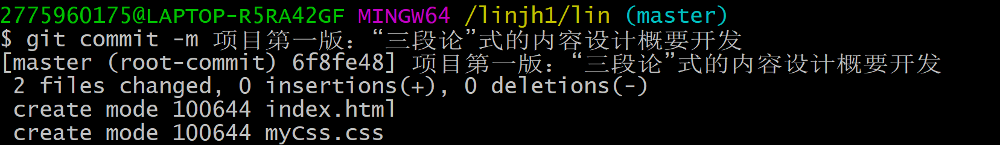 2775960175@LAPTOP-R5RA42GF MINGW64 /linjh1/lin (master)
$ git commit -m 项目第一版：“三段论”式的内容设计概要开发
[master (root-commit) 6f8fe48] 项目第一版：“三段论”式的内容设计概要开发
 2 files changed, 0 insertions(+), 0 deletions(-)
 create mode 100644 index.html
 create mode 100644 myCss.css